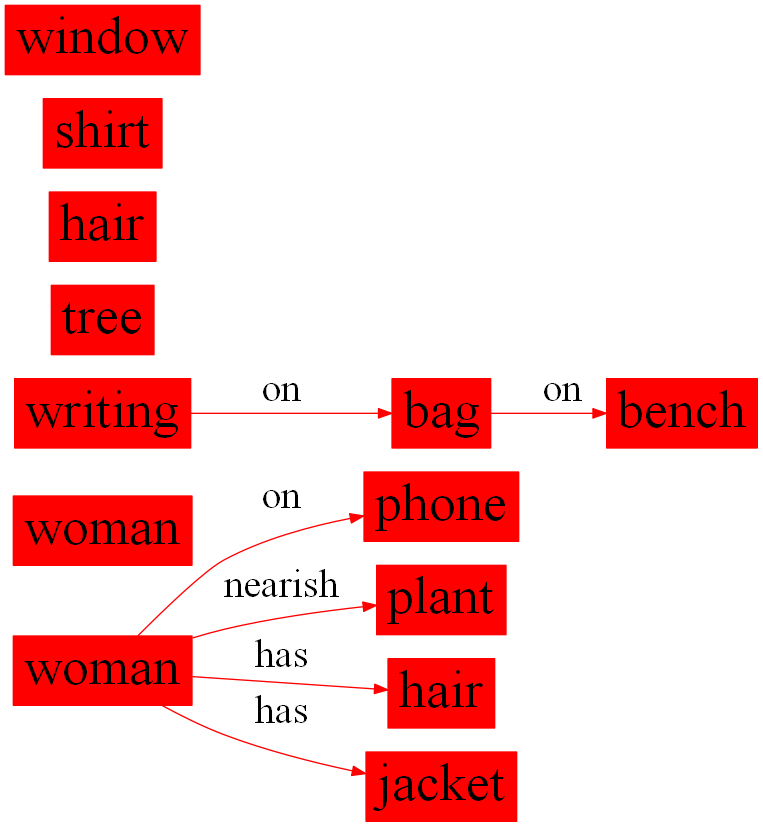 window
shirt
hair
tree
writing on bag on bench
woman on phone
woman nearish plant
has hair
has jacket